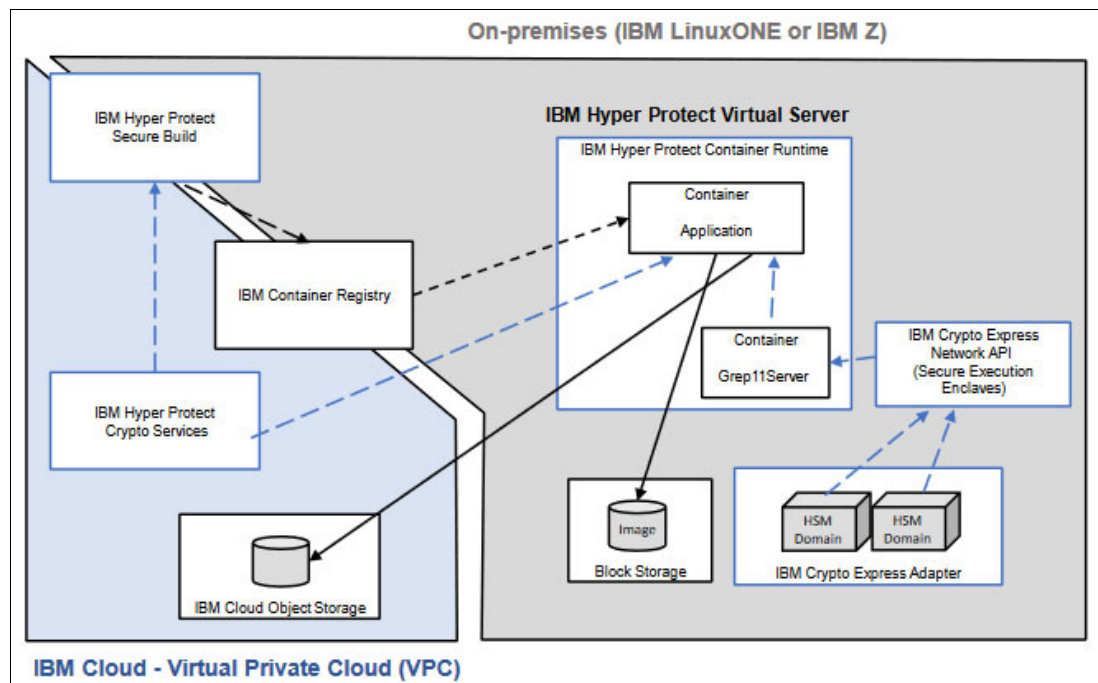 On-premises (IBM LinuxONE or IBM Z)
IBM Hyper Protect
Secure Build
IBM Hyper Protect Virtual Server
IBM Hyper Protect Container Runtime
Container
Application
IBM Container Registry
Container
Grep11Server
IBM Crypto Express
Network API
(Secure Execution
Enclaves)
IBM Hyper Protect
Crypto Services
Image
Block Storage
HSM
Domain
HSM
Domain
IBM Crypto Express Adapter
IBM Cloud Object Storage
IBM Cloud - Virtual Private Cloud (VPC)